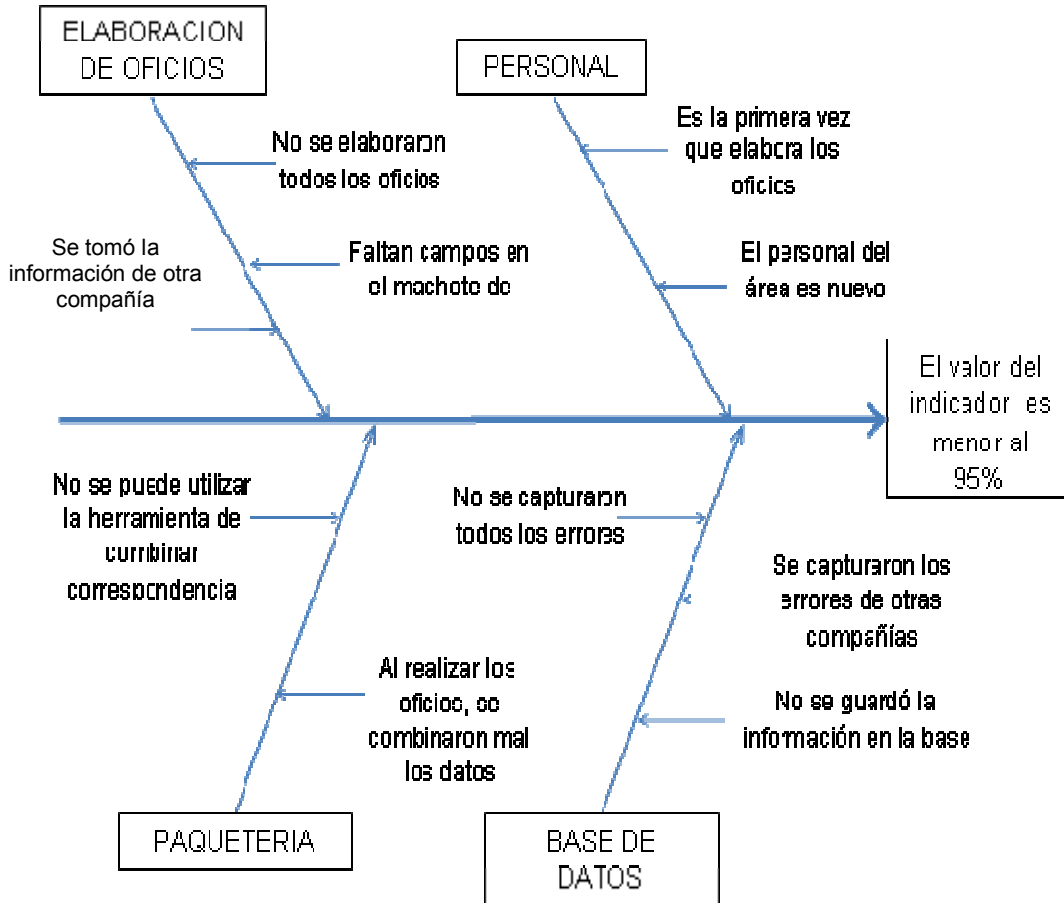 ELABORACION
DE OFICIOS
PERSONAL
No se elaboraron
todos los oficios
Es la primera vez
que elabora los
oficios
Se tomó la
información de otra
compañía
Faltan campos en
el machote de
El personal del
área es nuevo
El valor del
indicador es
menor al
95%
No se puede utilizar
la herramienta de
combinar
correspondencia
No se capturaron
todos los errores
Se capturaron los
errores de otras
compañías
Al realizar los
oficios, se
combinaron mal
los datos
No se guardó la
información en la base
PAQUETERIA
BASE DE
DATOS